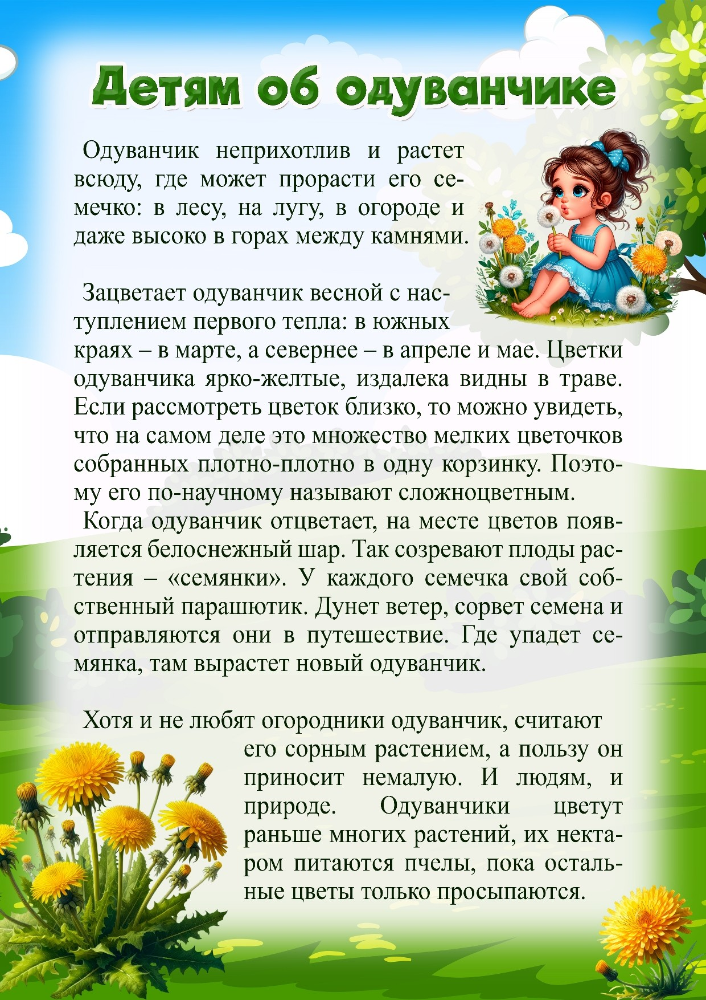 Детям об одуванчике
Одуванчик неприхотлив и растет
всюду, где может прорасти его се-
мечко: в лесу, на лугу, в огороде и
даже высоко в горах между камнями.
Зацветает одуванчик весной с нас-
туплением первого тепла: в южных
краях – в марте, а севернее – в апреле и мае. Цветки
одуванчика ярко-желтые, издалека видны в траве.
Если рассмотреть цветок близко, то можно увидеть,
что на самом деле это множество мелких цветочков
собранных плотно-плотно в одну корзинку. Поэто-
му его по-научному называют сложноцветным.
Когда одуванчик отцветает, на месте цветов появ-
ляется белоснежный шар. Так созревают плоды рас-
тения – «семянки». У каждого семечка свой соб-
ственный парашютик. Дунет ветер, сорвет семена и
отправляются они в путешествие. Где упадет се-
мянка, там вырастет новый одуванчик.
Хотя и не любят огородники одуванчик, считают
его сорным растением, а пользу он
приносит немалую. И людям, и
природе. Одуванчики цветут
раньше многих растений, их некта-
ром питаются пчелы, пока осталь-
ные цветы только просыпаются.